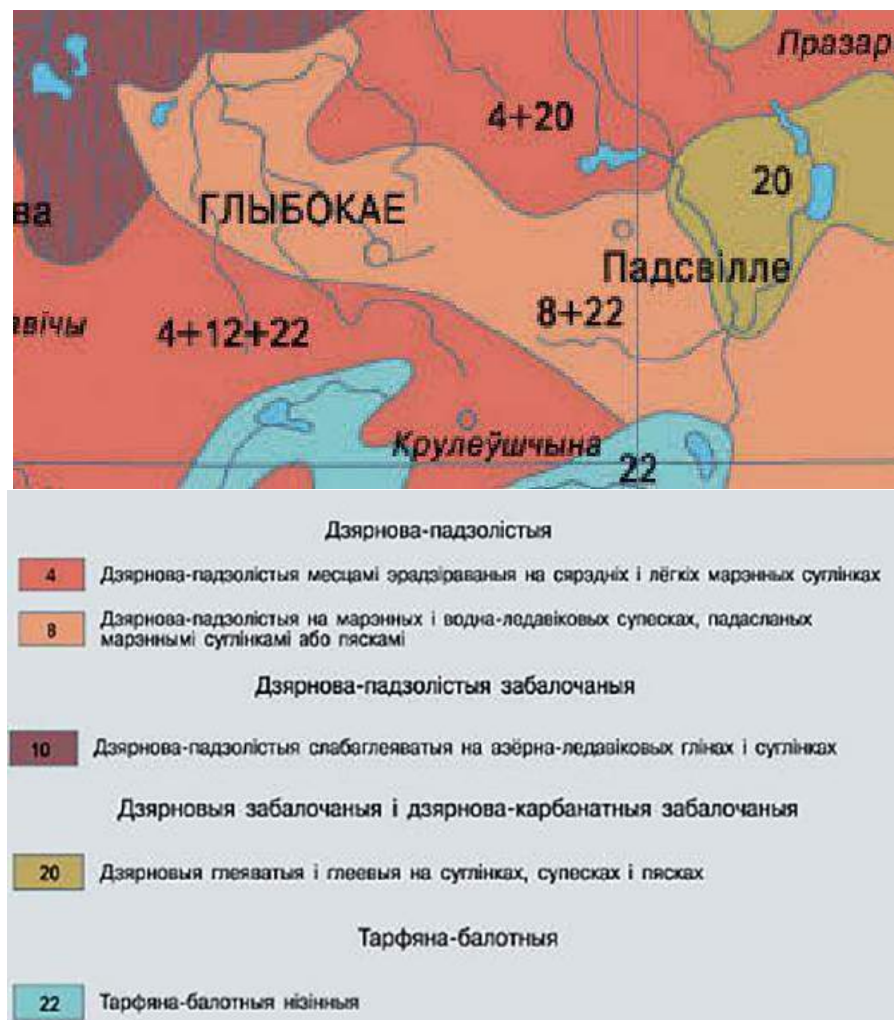 Празар
4+20
20
ва
ГЛЫБОКАЕ
Падсвілле
8+22
звічы
4+12+22
Крулеўшчына
22
Дзярнова-падзолістыя
4 Дзярнова-падзолістыя месцамі эрадзіраваныя на сярэдніх і лёгкіх марэнных суглінках
8 Дзярнова-падзолістыя на марэнных і водна-ледавіковых супесках, падасланых
марэннымі суглінкамі або пяскамі
Дзярнова-падзолістыя забалочаныя
10 Дзярнова-падзолістыя слабаглеяватыя на азёрна-ледавіковых глінах і суглінках
Дзярновыя забалочаныя і дзярнова-карбанатныя забалочаныя
20 Дзярновыя глеяватыя і глеевыя на суглінках, супесках і пясках
Тарфяна-балотныя
22 Тарфяна-балотныя нізінныя